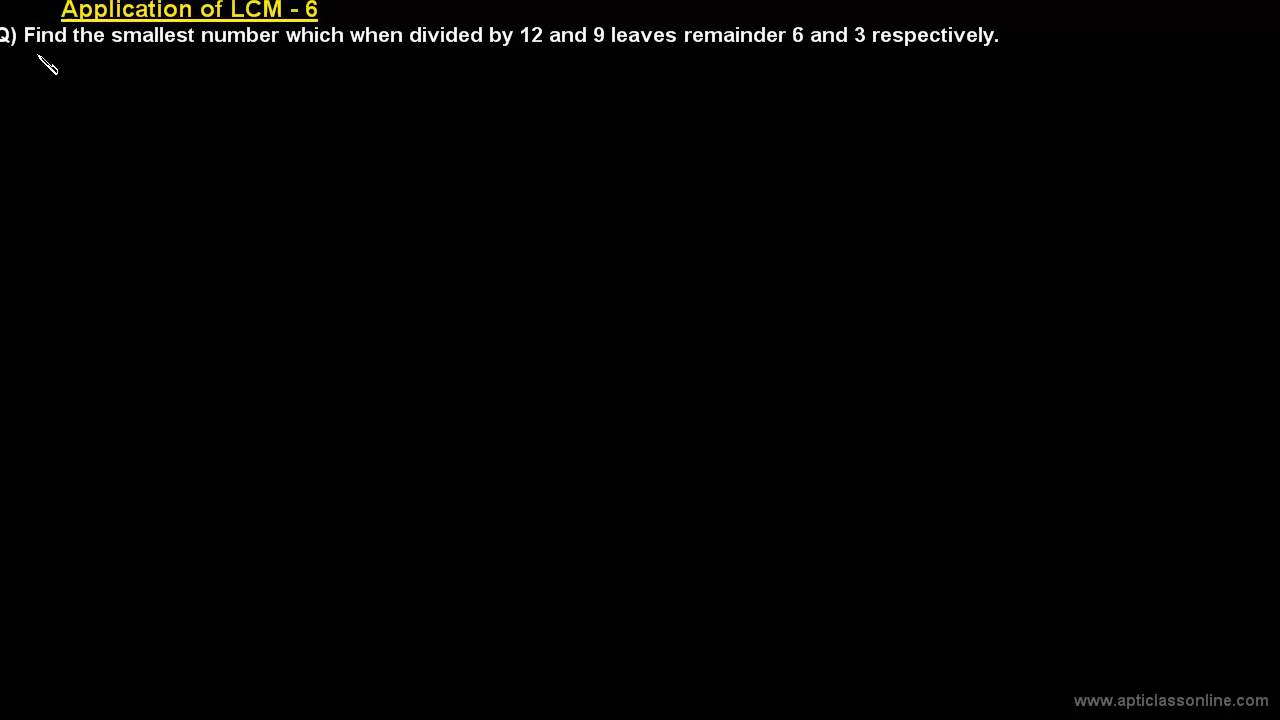 Application of LCM - 6
Q) Find the smallest number which when divided by 12 and 9 leaves remainder 6 and 3 respectively.
www.apticlassonline.com